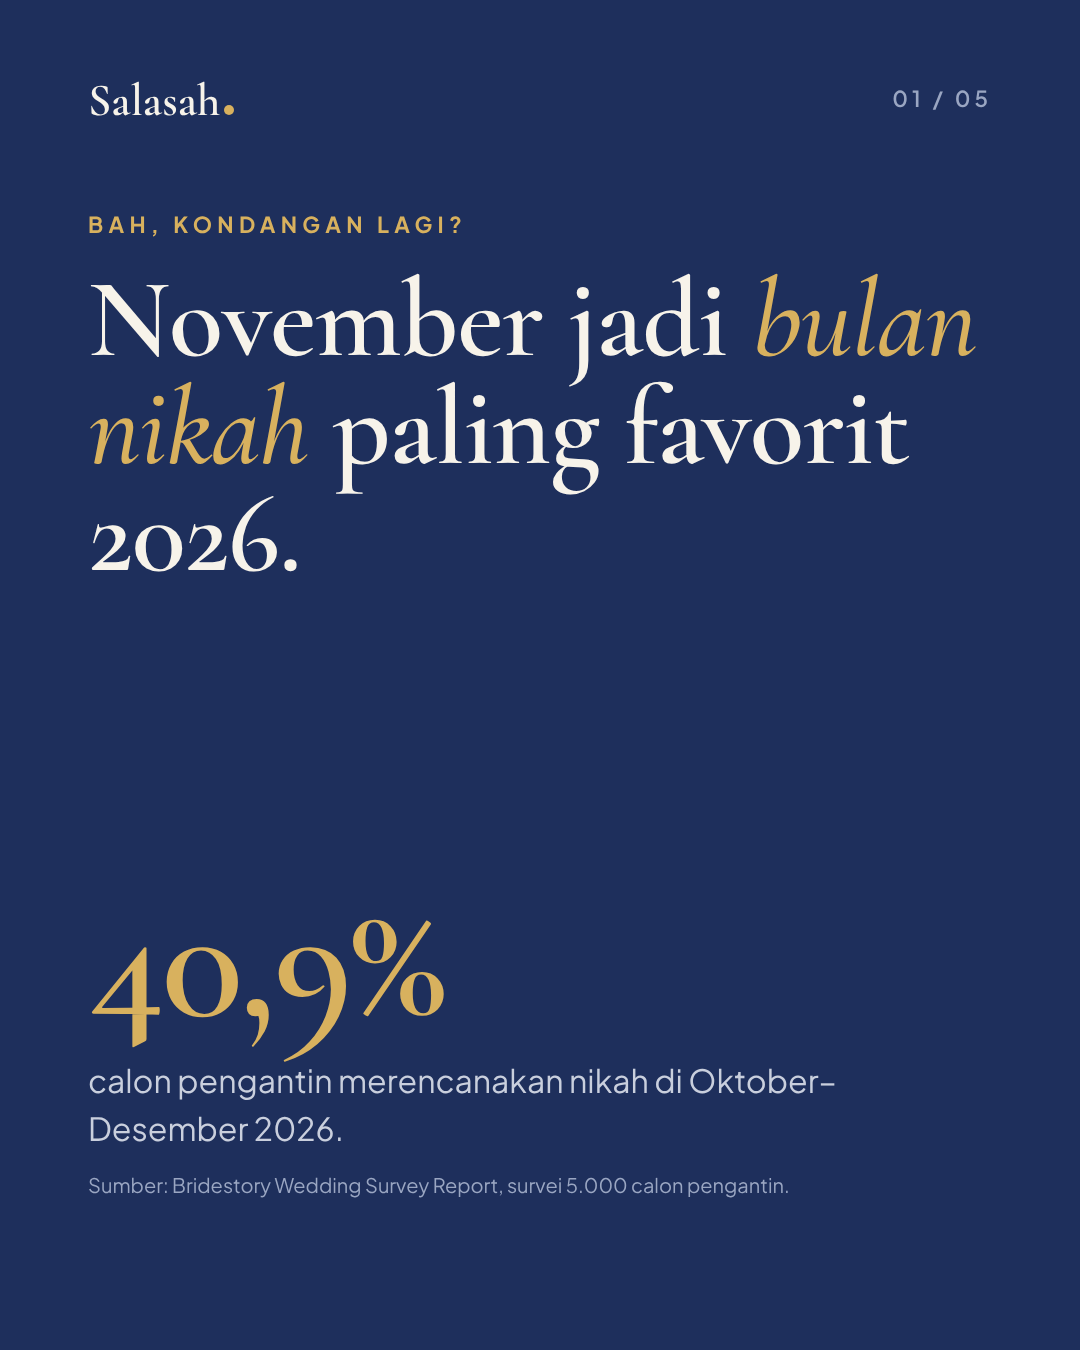 Salasah.
01 / 05
BAH, KONDANGAN LAGI?
November jadi bulan
nikah paling favorit
2026.
40,9%
calon pengantin merencanakan nikah di Oktober–
Desember 2026.
Sumber: Bridestory Wedding Survey Report, survei 5.000 calon pengantin.